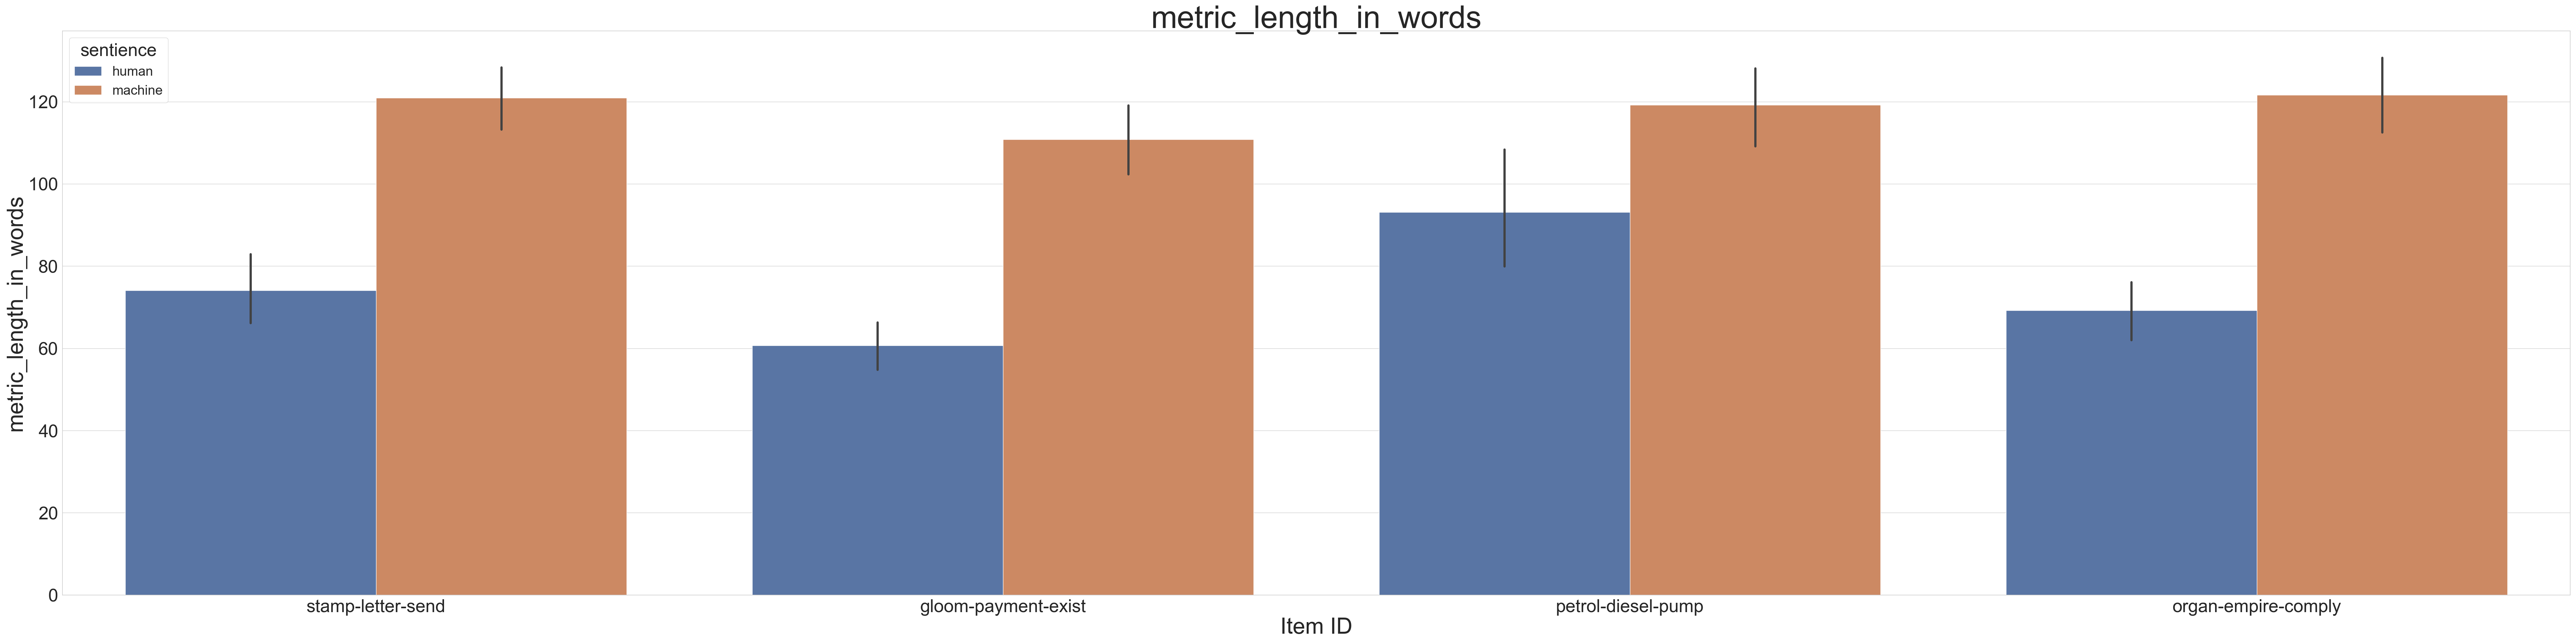 metric_length_in_words
sentience
human
machine
metric_length_in_words
120
100
80
60
40
20
0
stamp-letter-send
gloom-payment-exist
petrol-diesel-pump
organ-empire-comply
Item ID